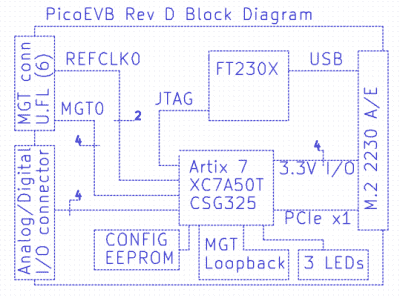 PicoEVB Rev D Block Diagram
MGT conn
U.FL (6)
REFCLK0
MGT0
2
4
4
JTAG
FT230X
USB
M.2 2230 A/E
Analog/Digital
I/O connector
Artix 7
XC7A50T
CSG325
4
3.3V I/O
PCIe x1
CONFIG
EEPROM
MGT
Loopback
3 LEDs